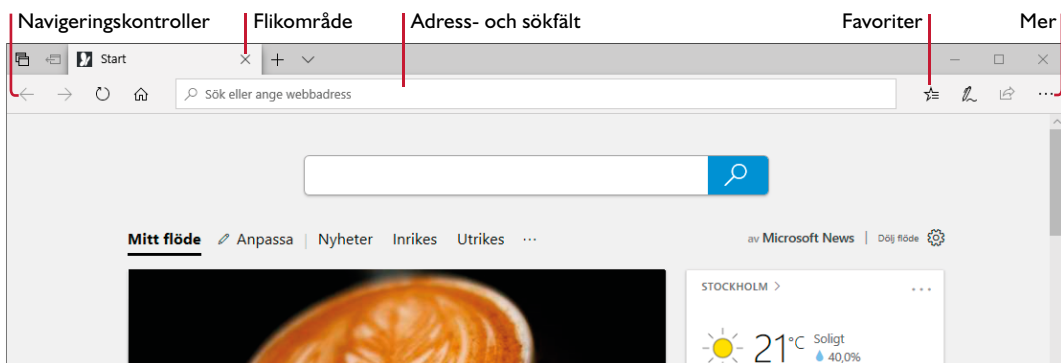 Navigeringskontroller Flikområde Adress- och sökfält Favoriter Mer
Start
Sök eller ange webbadress
Mitt flöde Anpassa Nyheter Inrikes Utrikes ··· av Microsoft News Dölj flöde
STOCKHOLM > ···
21°C Soligt
40,0%